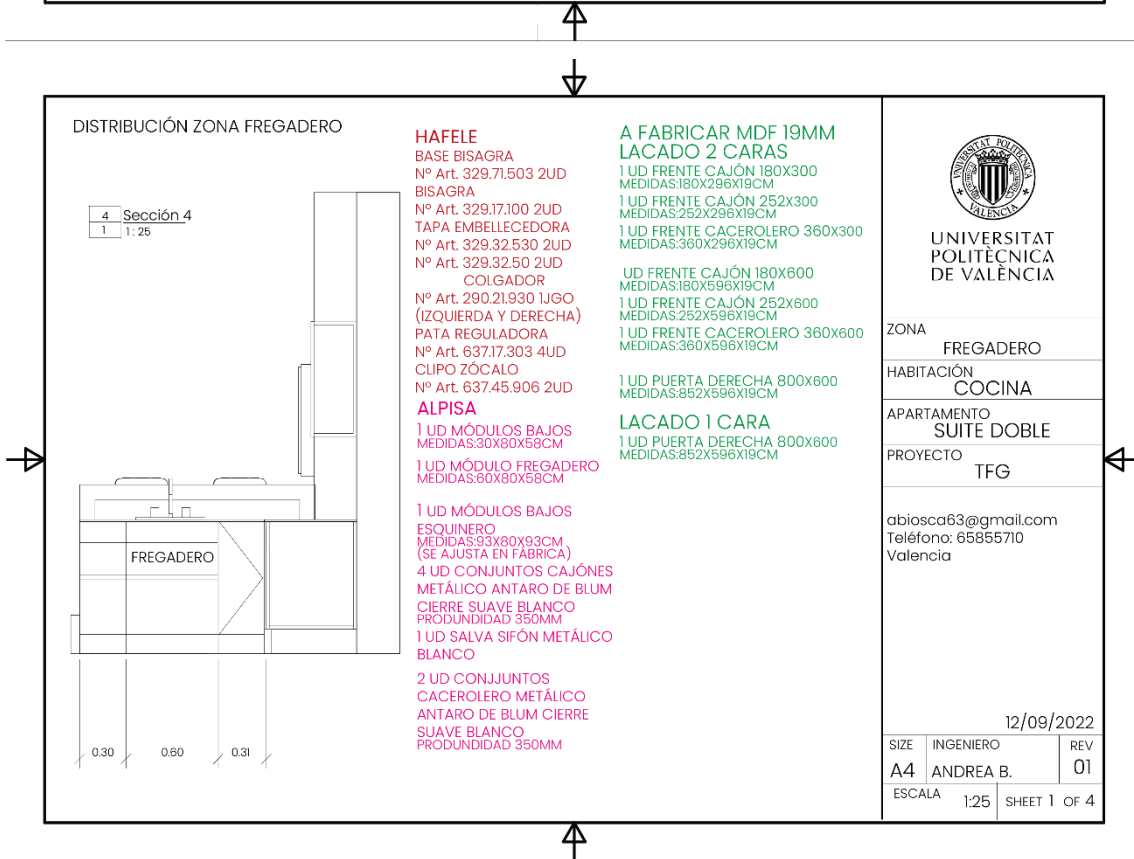 DISTRIBUCIÓN ZONA FREGADERO
4 Sección 4
1 1 : 25
FREGADERO
0.30 0.60 0.31
HAFELE
BASE BISAGRA
Nº Art. 329.71.503 2UD
BISAGRA
Nº Art. 329.17.100 2UD
TAPA EMBELLECEDORA
Nº Art. 329.32.530 2UD
Nº Art. 329.32.50 2UD
COLGADOR
Nº Art. 290.21.930 1JGO
(IZQUIERDA Y DERECHA)
PATA REGULADORA
Nº Art. 637.17.303 4UD
CLIPO ZÓCALO
Nº Art. 637.45.906 2UD
ALPISA
1 UD MÓDULOS BAJOS
MEDIDAS:30X80X58CM
1 UD MÓDULO FREGADERO
MEDIDAS:60X80X58CM
1 UD MÓDULOS BAJOS
ESQUINERO
MEDIDAS:93X80X93CM
(SE AJUSTA EN FÁBRICA)
4 UD CONJUNTOS CAJÓNES
METÁLICO ANTARO DE BLUM
CIERRE SUAVE BLANCO
PRODUNDIDAD 350MM
1 UD SALVA SIFÓN METÁLICO
BLANCO
2 UD CONJJUNTOS
CACEROLERO METÁLICO
ANTARO DE BLUM CIERRE
SUAVE BLANCO
PRODUNDIDAD 350MM
A FABRICAR MDF 19MM
LACADO 2 CARAS
1 UD FRENTE CAJÓN 180X300
MEDIDAS:180X296X19CM
1 UD FRENTE CAJÓN 252X300
MEDIDAS:252X296X19CM
1 UD FRENTE CACEROLERO 360X300
MEDIDAS:360X296X19CM
UD FRENTE CAJÓN 180X600
MEDIDAS:180X596X19CM
1 UD FRENTE CAJÓN 252X600
MEDIDAS:252X596X19CM
1 UD FRENTE CACEROLERO 360X600
MEDIDAS:360X596X19CM
1 UD PUERTA DERECHA 800X600
MEDIDAS:852X596X19CM
LACADO 1 CARA
1 UD PUERTA DERECHA 800X600
MEDIDAS:852X596X19CM
UNIVERSITAT POLITÈCNICA
VALÈNCIA
UNIVERSITAT
POLITÈCNICA
DE VALÈNCIA
ZONA
FREGADERO
HABITACIÓN
COCINA
APARTAMENTO
SUITE DOBLE
PROYECTO
TFG
abiosca63@gmail.com
Teléfono: 65855710
Valencia
12/09/2022
SIZE INGENIERO REV
A4 ANDREA B. 01
ESCALA 1:25 SHEET 1 OF 4